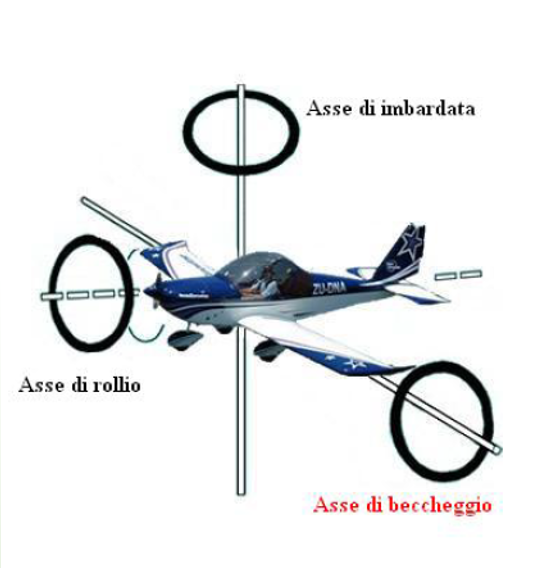 Asse di imbardata
ZU-DNA
Asse di rollio
Asse di beccheggio